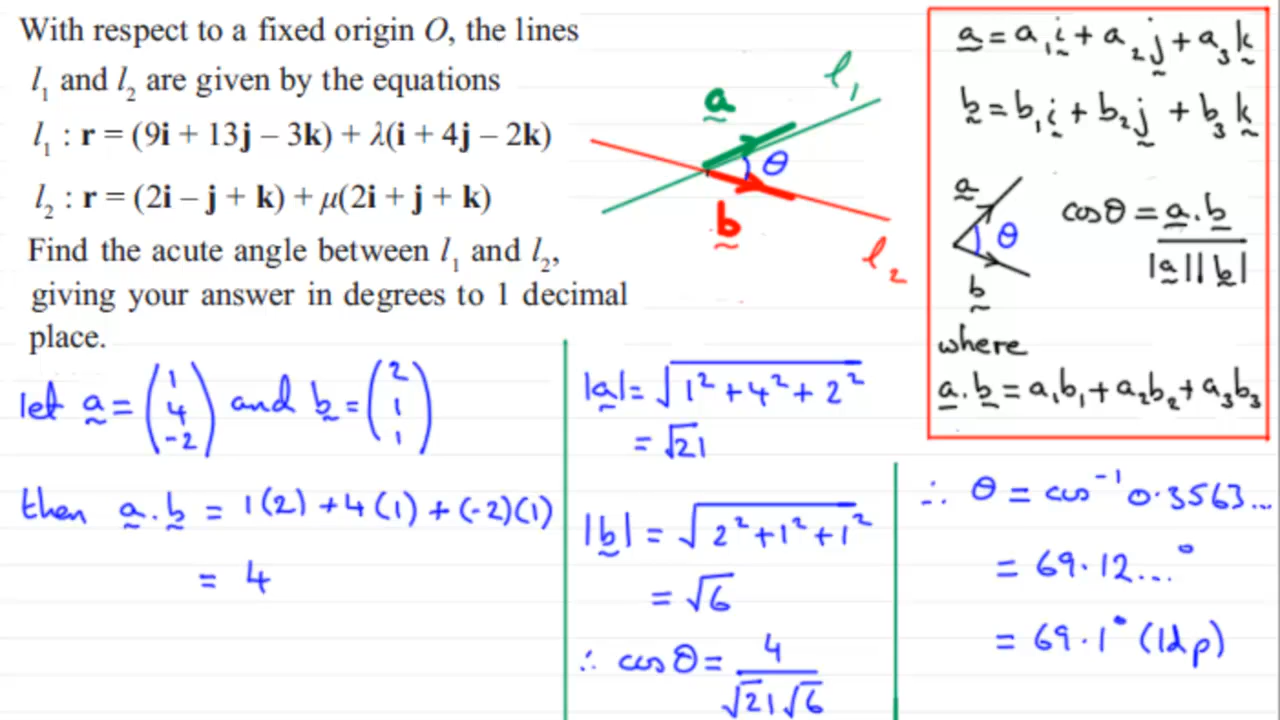 With respect to a fixed origin O, the lines
l₁ and l₂ are given by the equations
l₁ : r = (9i + 13j – 3k) + λ(i + 4j – 2k)
l₂ : r = (2i – j + k) + μ(2i + j + k)
Find the acute angle between l₁ and l₂,
giving your answer in degrees to 1 decimal
place.
a
l₁
θ
b
l₂
a = a₁i + a₂j + a₃k
b = b₁i + b₂j + b₃k
a
θ
b
cosθ = a.b / |a||b|
where
a.b = a₁b₁ + a₂b₂ + a₃b₃
let a = (1 4 -2) and b = (2 1 1)
then a.b = 1(2) + 4(1) + (-2)(1)
= 4
|a| = √(1² + 4² + 2²)
= √21
|b| = √(2² + 1² + 1²)
= √6
∴ cosθ = 4 / √21√6
∴ θ = cos⁻¹ 0.3563...
= 69.12...°
= 69.1° (1dp)